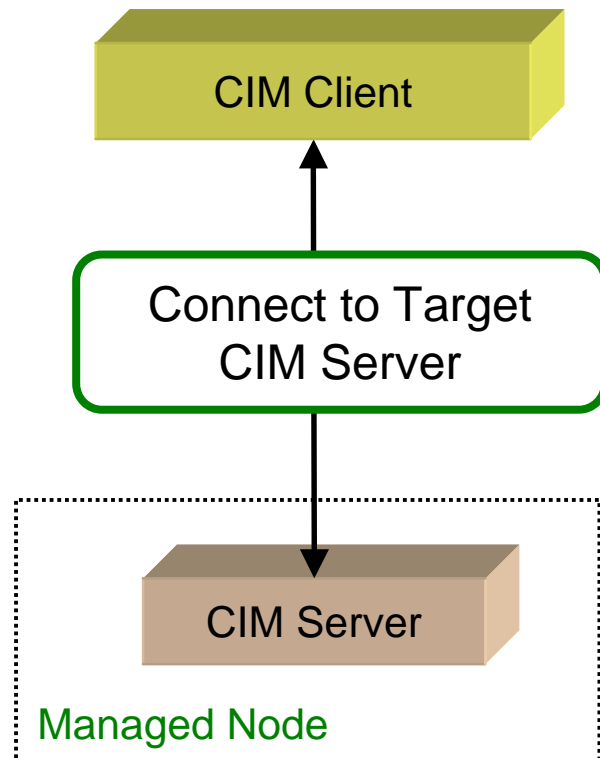 CIM Client
Connect to Target
CIM Server
CIM Server
Managed Node